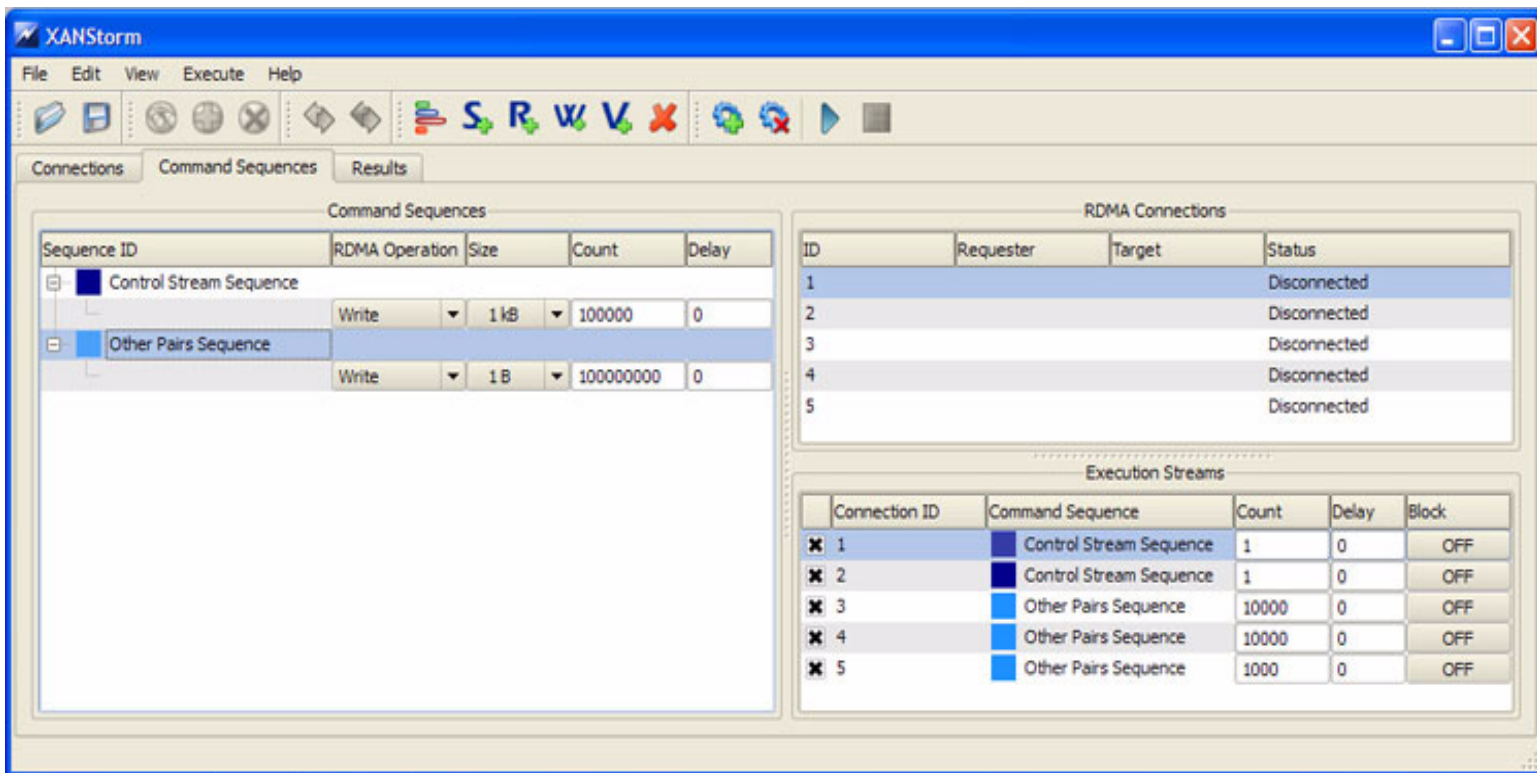 XANStorm
File Edit View Execute Help
S R W V
Connections Command Sequences Results
Command Sequences
Sequence ID RDMA Operation Size Count Delay
Control Stream Sequence
Write 1 kB 100000 0
Other Pairs Sequence
Write 1 B 100000000 0
RDMA Connections
ID Requester Target Status
1 Disconnected
2 Disconnected
3 Disconnected
4 Disconnected
5 Disconnected
Execution Streams
Connection ID Command Sequence Count Delay Block
1 Control Stream Sequence 1 0 OFF
2 Control Stream Sequence 1 0 OFF
3 Other Pairs Sequence 10000 0 OFF
4 Other Pairs Sequence 10000 0 OFF
5 Other Pairs Sequence 1000 0 OFF